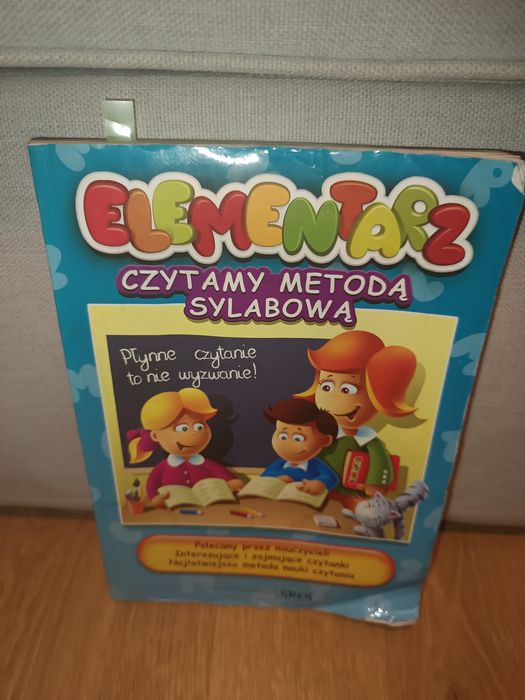 ELEMENTARZ
CZYTAMY METODĄ
SYLABOWĄ
Płynne czytanie
to nie wyzwanie!
Polecany przez nauczycieli
Interesujące i zajmujące czytanki
Najłatwiejsza metoda nauki czytania
GREG